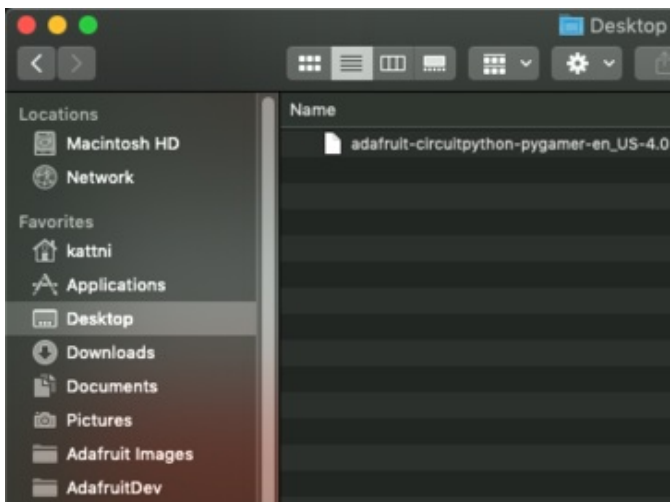 Desktop
Locations
Macintosh HD
Network
Favorites
kattni
Applications
Desktop
Downloads
Documents
Pictures
Adafruit Images
AdafruitDev
Name
adafruit-circuitpython-pygamer-en_US-4.0